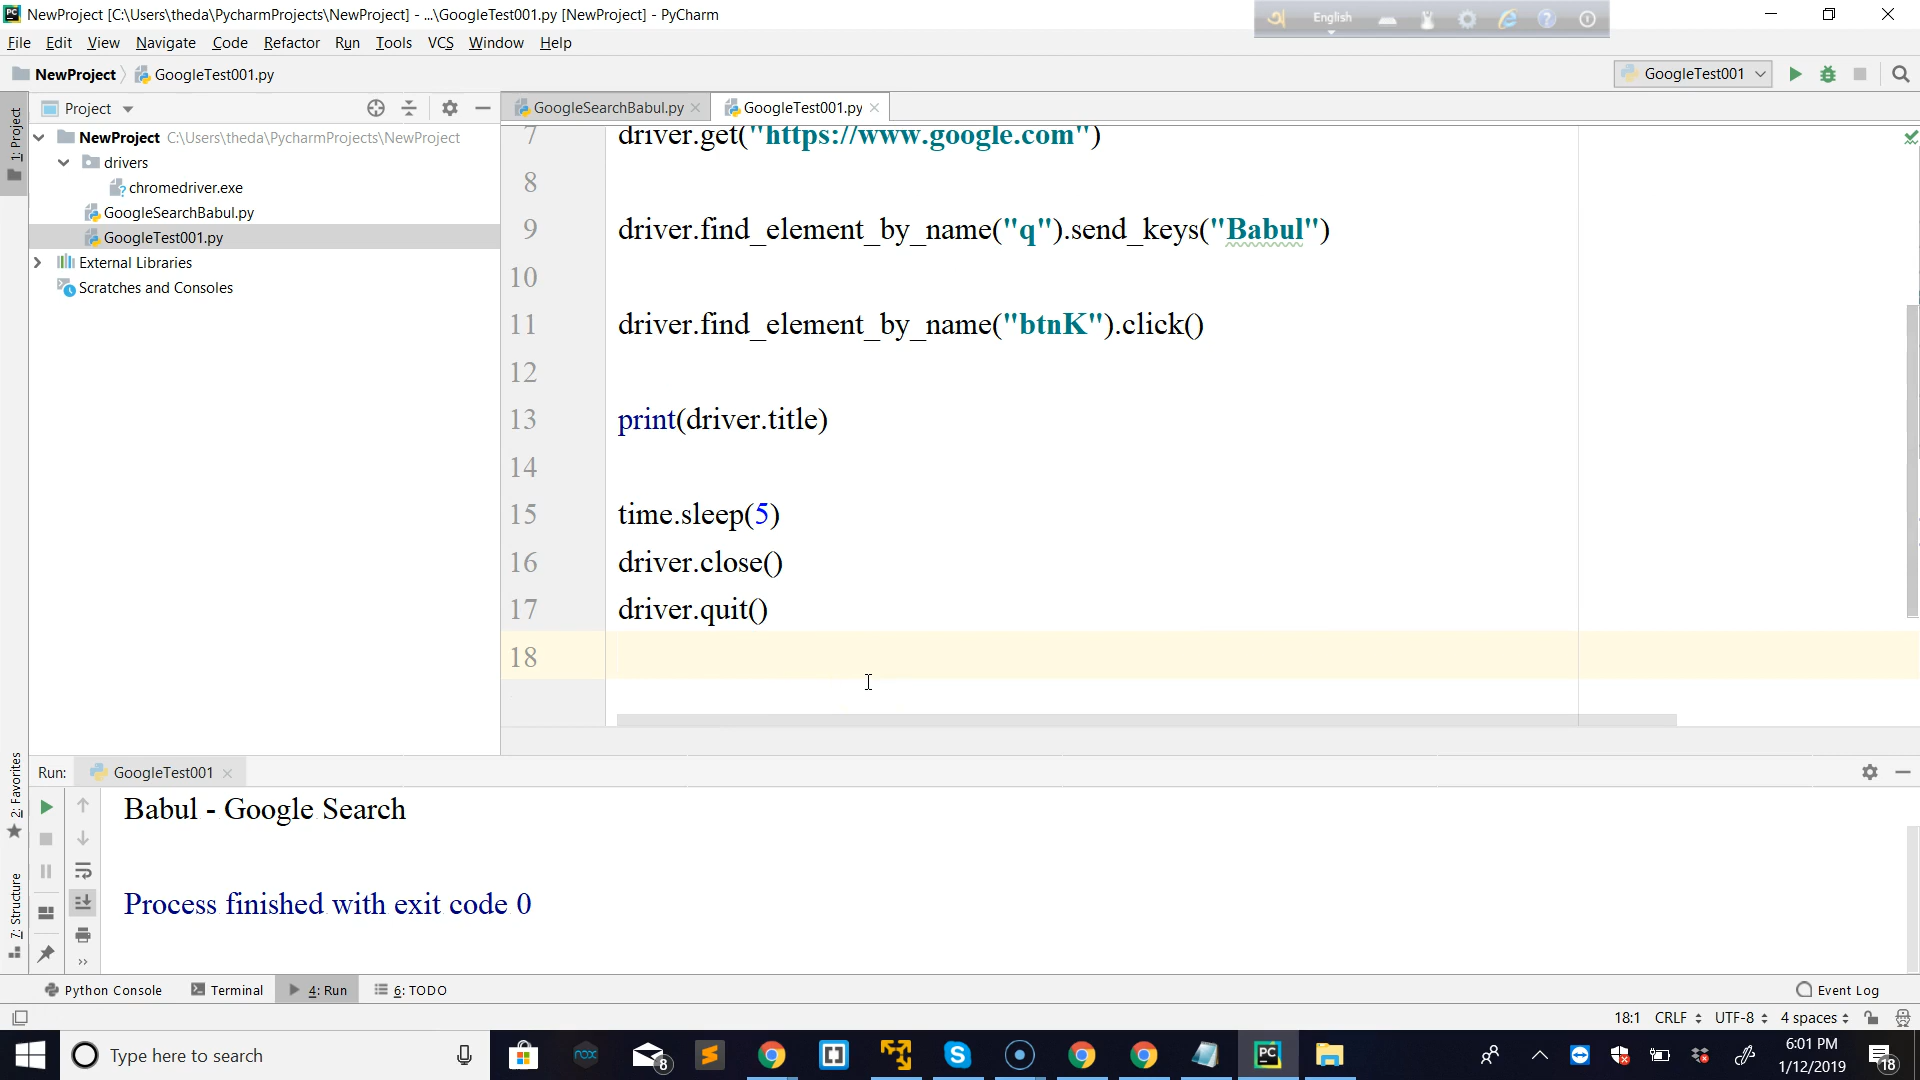 NewProject [C:\Users\theda\PycharmProjects\NewProject] - ...\GoogleTest001.py [NewProject] - PyCharm
English
File Edit View Navigate Code Refactor Run Tools VCS Window Help
NewProject GoogleTest001.py
GoogleTest001
1: Project
Project
GoogleSearchBabul.py
GoogleTest001.py
NewProject C:\Users\theda\PycharmProjects\NewProject
drivers
chromedriver.exe
GoogleSearchBabul.py
GoogleTest001.py
External Libraries
Scratches and Consoles
7 driver.get("https://www.google.com")
8
9 driver.find_element_by_name("q").send_keys("Babul")
10
11 driver.find_element_by_name("btnK").click()
12
13 print(driver.title)
14
15 time.sleep(5)
16 driver.close()
17 driver.quit()
18
2: Favorites
7: Structure
Run: GoogleTest001
Babul - Google Search
Process finished with exit code 0
Python Console Terminal 4: Run 6: TODO Event Log
18:1 CRLF UTF-8 4 spaces
Type here to search
nox
8
PC
6:01 PM
1/12/2019
18